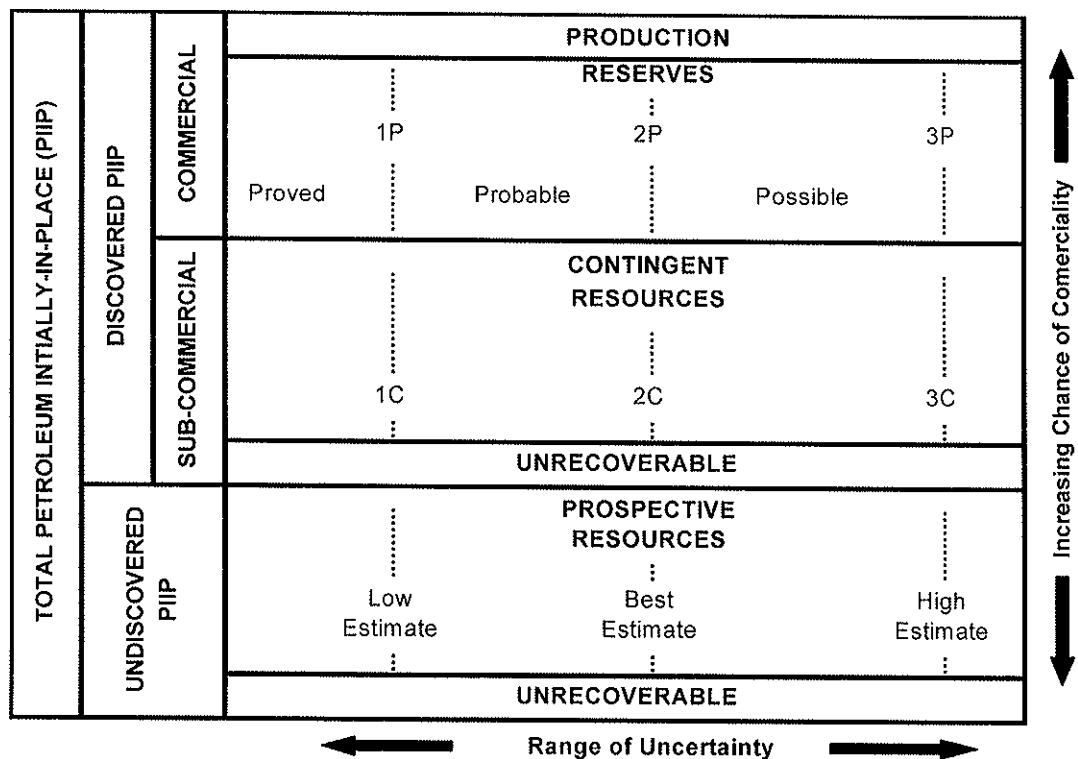 TOTAL PETROLEUM INTIALLY-IN-PLACE (PIIP)
DISCOVERED PIIP
COMMERCIAL
PRODUCTION
RESERVES
1P
2P
3P
Proved
Probable
Possible
SUB-COMMERCIAL
CONTINGENT
RESOURCES
1C
2C
3C
UNRECOVERABLE
UNDISCOVERED
PIIP
PROSPECTIVE
RESOURCES
Low
Estimate
Best
Estimate
High
Estimate
UNRECOVERABLE
Range of Uncertainty
Increasing Chance of Comerciality